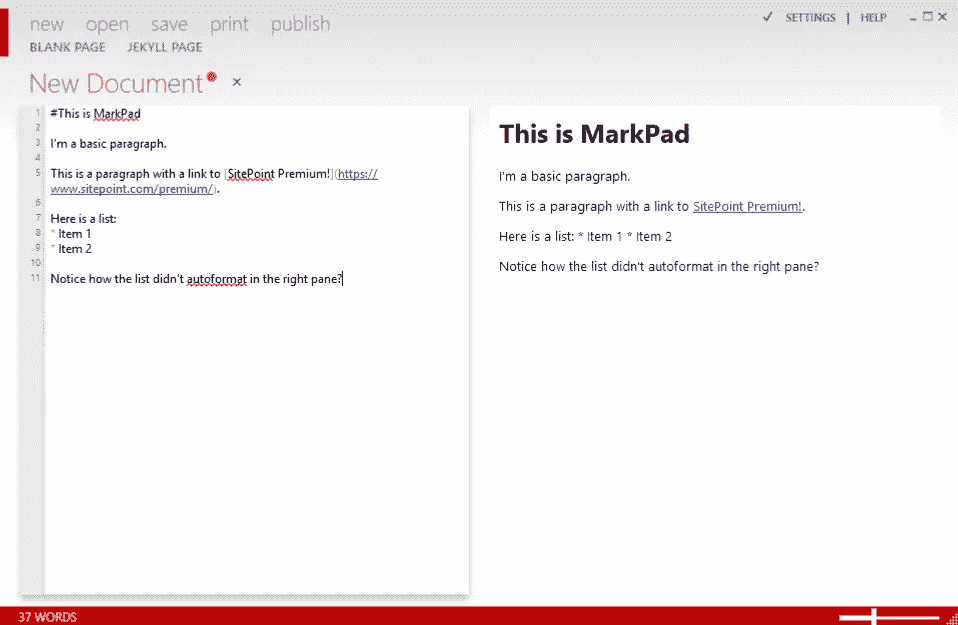 new open save print publish
✓ SETTINGS | HELP
BLANK PAGE JEKYLL PAGE
New Document
1 #This is MarkPad
2
3 I'm a basic paragraph.
4
5 This is a paragraph with a link to [SitePoint Premium!](https://
www.sitepoint.com/premium/).
6
7 Here is a list:
8 * Item 1
9 * Item 2
10
11 Notice how the list didn't autoformat in the right pane?
This is MarkPad
I'm a basic paragraph.
This is a paragraph with a link to SitePoint Premium!.
Here is a list: * Item 1 * Item 2
Notice how the list didn't autoformat in the right pane?
37 WORDS